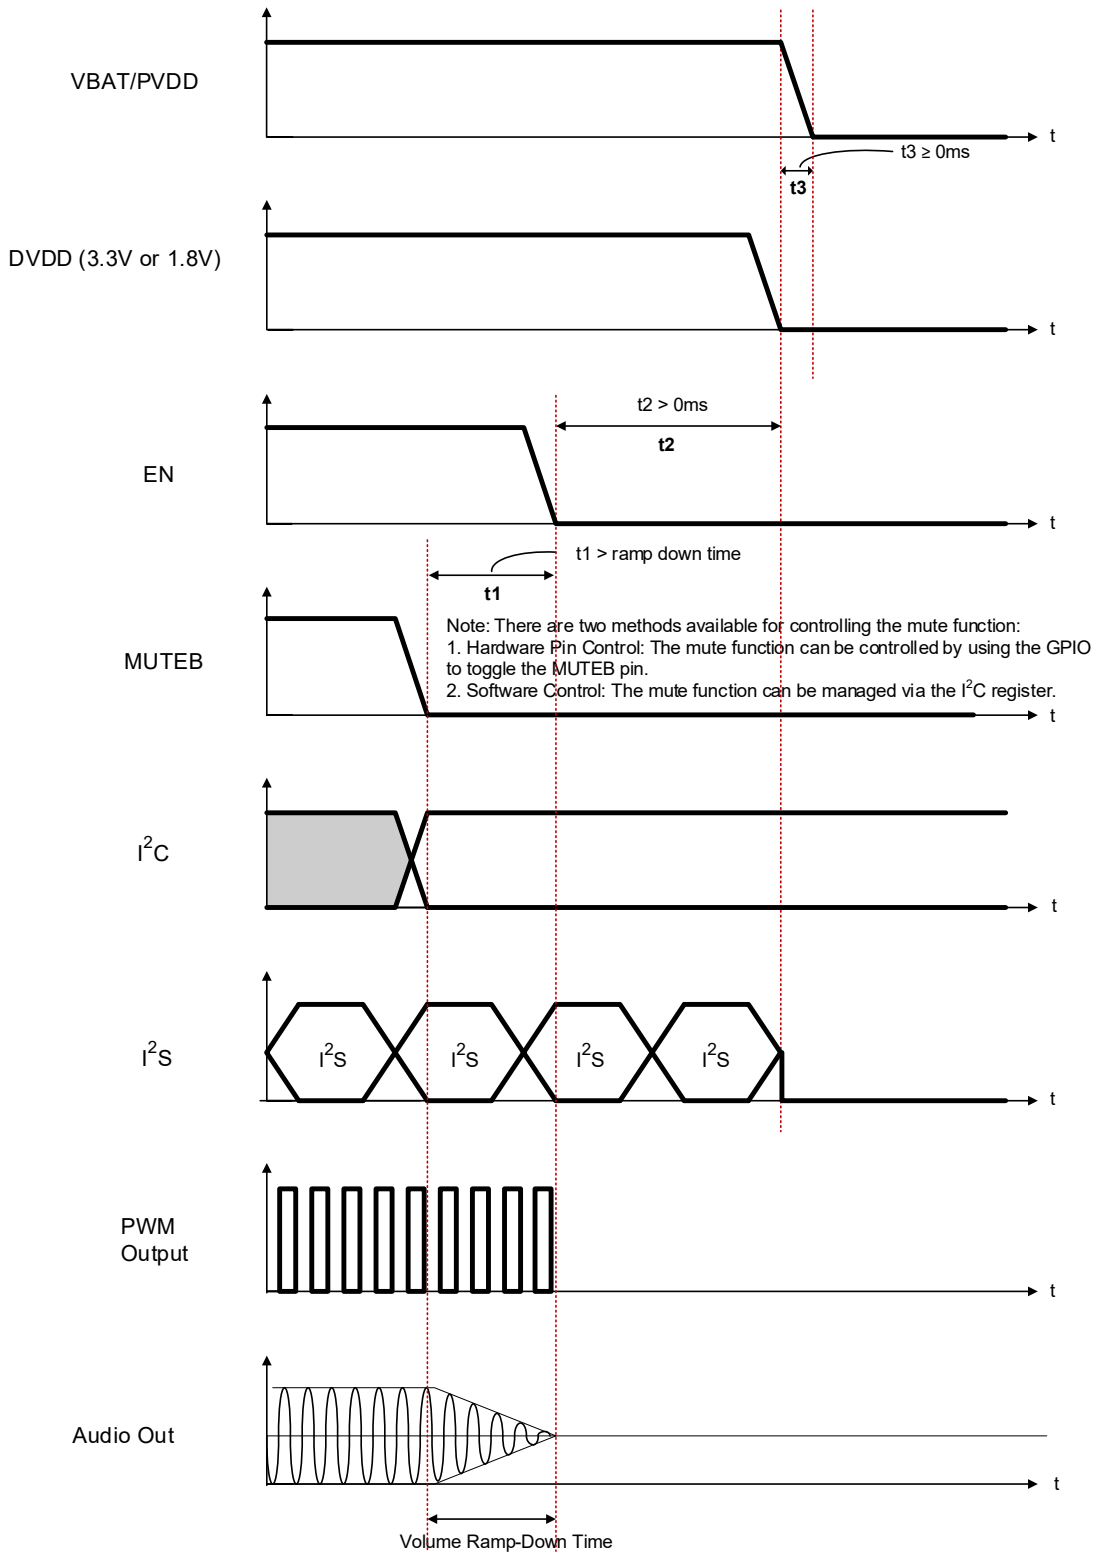 VBAT/PVDD
t
t3 ≥ 0ms
t3
DVDD (3.3V or 1.8V)
t
t2 > 0ms
t2
EN
t
t1 > ramp down time
t1
Note: There are two methods available for controlling the mute function:
1. Hardware Pin Control: The mute function can be controlled by using the GPIO
to toggle the MUTEB pin.
2. Software Control: The mute function can be managed via the I²C register.
MUTEB
t
I²C
t
I²S
I²S I²S I²S I²S
t
PWM
Output
t
Audio Out
t
Volume Ramp-Down Time